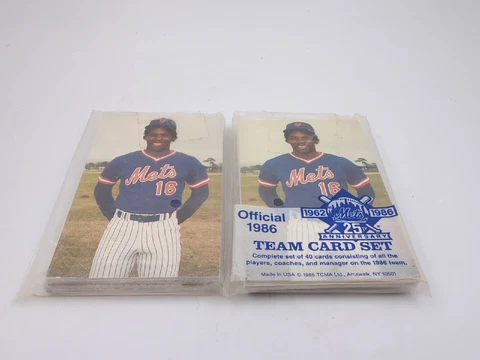 Mets
16
Mets
16
Official
1986
1962 Mets 1986
25
ANNIVERSARY
TEAM CARD SET
Complete set of 40 cards consisting of all the
players, coaches, and manager on the 1986 team.
Made in USA © 1986 TCMA Ltd., Amawalk, NY 10501